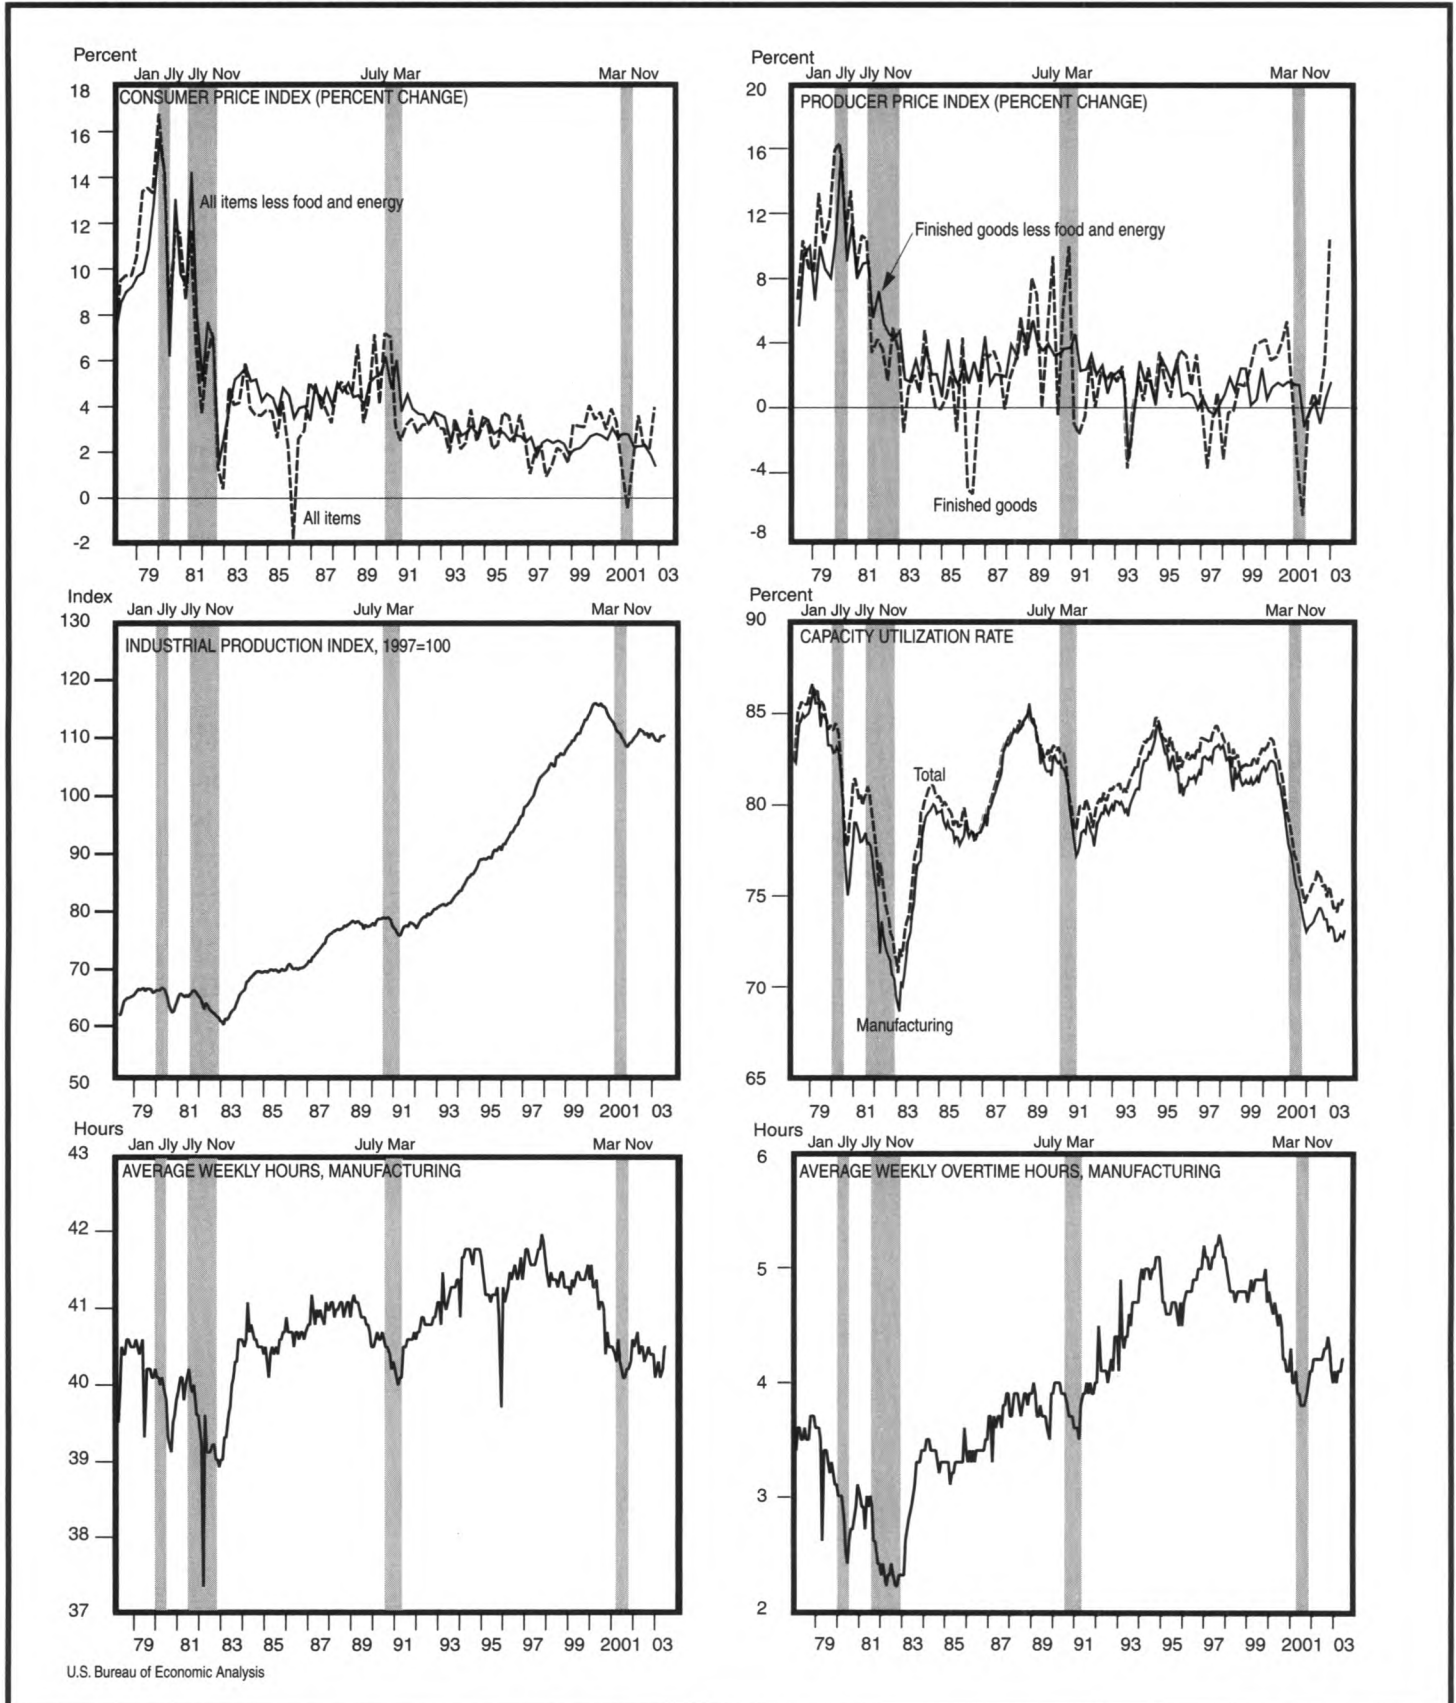 Percent
Jan Jly Jly Nov July Mar Mar Nov
CONSUMER PRICE INDEX (PERCENT CHANGE)
18
16
14
12
10
8
6
4
2
0
-2
All items less food and energy
All items
79 81 83 85 87 89 91 93 95 97 99 2001 03
Percent
Jan Jly Jly Nov July Mar Mar Nov
PRODUCER PRICE INDEX (PERCENT CHANGE)
20
16
12
8
4
0
-4
-8
Finished goods less food and energy
Finished goods
79 81 83 85 87 89 91 93 95 97 99 2001 03
Index
Jan Jly Jly Nov July Mar Mar Nov
INDUSTRIAL PRODUCTION INDEX, 1997=100
130
120
110
100
90
80
70
60
50
79 81 83 85 87 89 91 93 95 97 99 2001 03
Percent
Jan Jly Jly Nov July Mar Mar Nov
CAPACITY UTILIZATION RATE
90
85
80
75
70
65
Total
Manufacturing
79 81 83 85 87 89 91 93 95 97 99 2001 03
Hours
Jan Jly Jly Nov July Mar Mar Nov
AVERAGE WEEKLY HOURS, MANUFACTURING
43
42
41
40
39
38
37
79 81 83 85 87 89 91 93 95 97 99 2001 03
Hours
Jan Jly Jly Nov July Mar Mar Nov
AVERAGE WEEKLY OVERTIME HOURS, MANUFACTURING
6
5
4
3
2
79 81 83 85 87 89 91 93 95 97 99 2001 03
U.S. Bureau of Economic Analysis